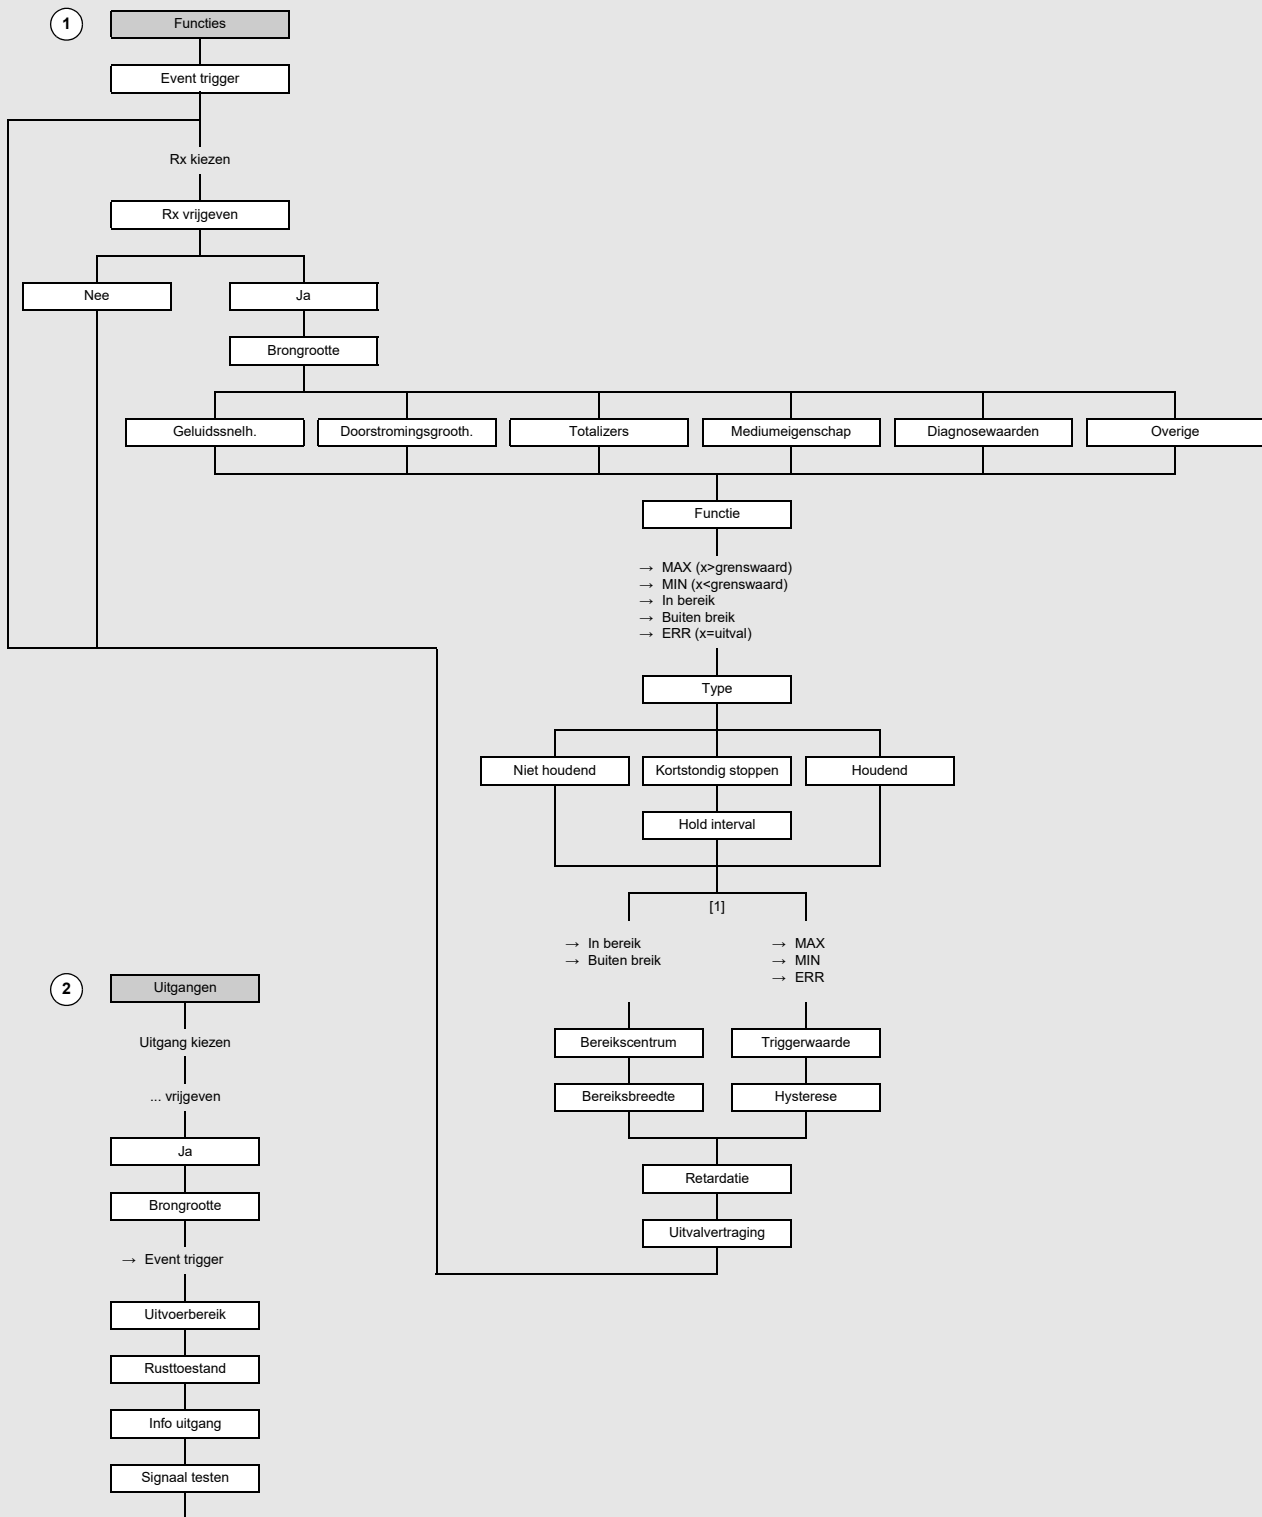 1
Functies
Event trigger
Rx kiezen
Rx vrijgeven
Nee
Ja
Brongrootte
Geluidssnelh.
Doorstromingsgrooth.
Totalizers
Mediumeigenschap
Diagnosewaarden
Overige
Functie
→ MAX (x>grenswaard)
→ MIN (x<grenswaard)
→ In bereik
→ Buiten breik
→ ERR (x=uitval)
Type
Niet houdend
Kortstondig stoppen
Houdend
Hold interval
[1]
→ In bereik
→ Buiten breik
→ MAX
→ MIN
→ ERR
Bereikscentrum
Triggerwaarde
Bereiksbreedte
Hysterese
Retardatie
Uitvalvertraging
2
Uitgangen
Uitgang kiezen
... vrijgeven
Ja
Brongrootte
→ Event trigger
Uitvoerbereik
Rusttoestand
Info uitgang
Signaal testen